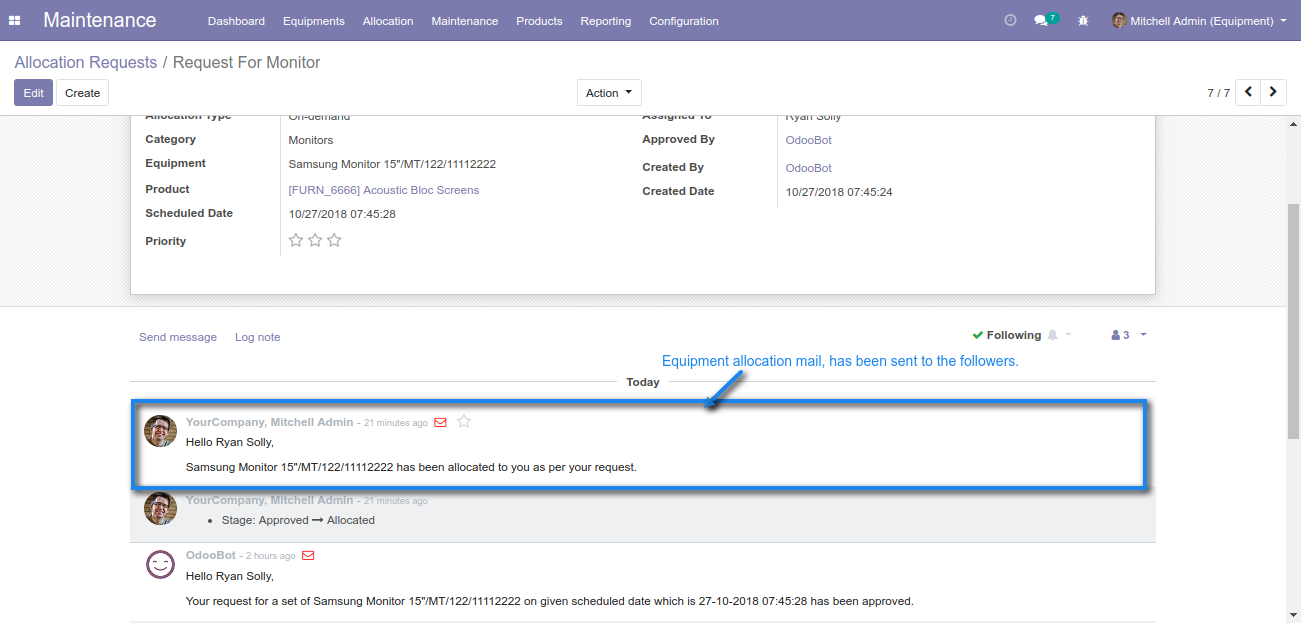 Maintenance Dashboard Equipments Allocation Maintenance Products Reporting Configuration 7 Mitchell Admin (Equipment)
Allocation Requests / Request For Monitor
Edit Create Action 7 / 7
Allocation Type On-demand Assigned To Ryan Solly
Category Monitors Approved By OdooBot
Equipment Samsung Monitor 15"/MT/122/11112222 Created By OdooBot
Product [FURN_6666] Acoustic Bloc Screens Created Date 10/27/2018 07:45:24
Scheduled Date 10/27/2018 07:45:28
Priority
Send message Log note Following 3
Equipment allocation mail, has been sent to the followers.
Today
YourCompany, Mitchell Admin - 21 minutes ago
Hello Ryan Solly,
Samsung Monitor 15"/MT/122/11112222 has been allocated to you as per your request.
YourCompany, Mitchell Admin - 21 minutes ago
• Stage: Approved → Allocated
OdooBot - 2 hours ago
Hello Ryan Solly,
Your request for a set of Samsung Monitor 15"/MT/122/11112222 on given scheduled date which is 27-10-2018 07:45:28 has been approved.